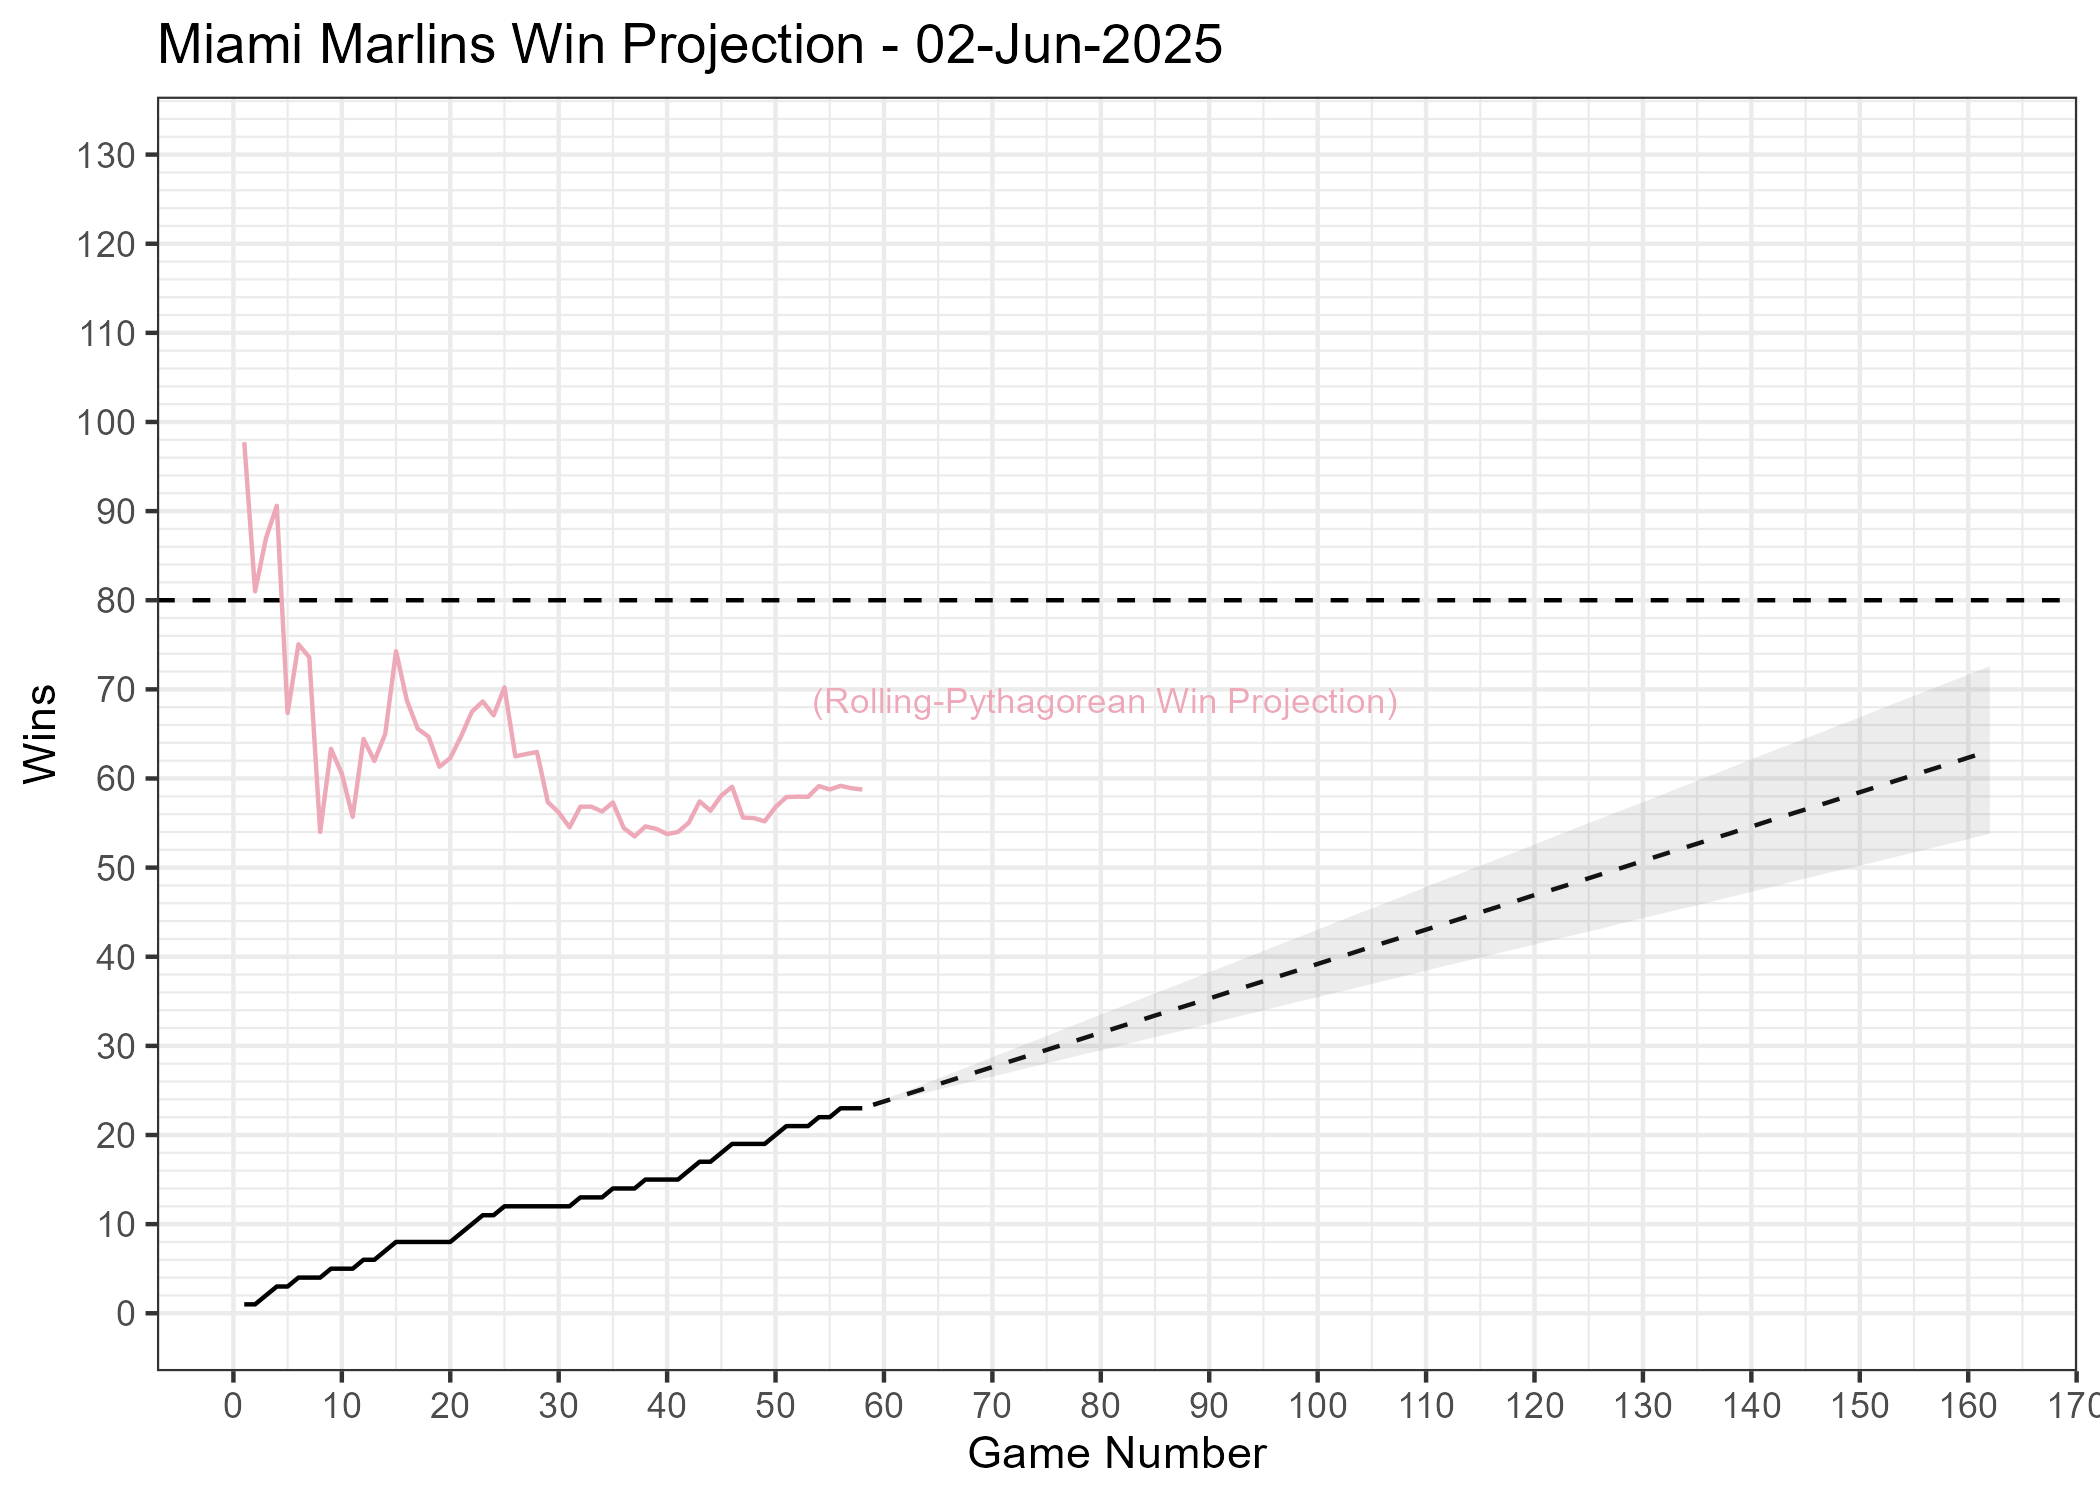 Miami Marlins Win Projection - 02-Jun-2025
130
120
110
100
90
80
70
60
50
40
30
20
10
0
Wins
(Rolling-Pythagorean Win Projection)
0 10 20 30 40 50 60 70 80 90 100 110 120 130 140 150 160 170
Game Number